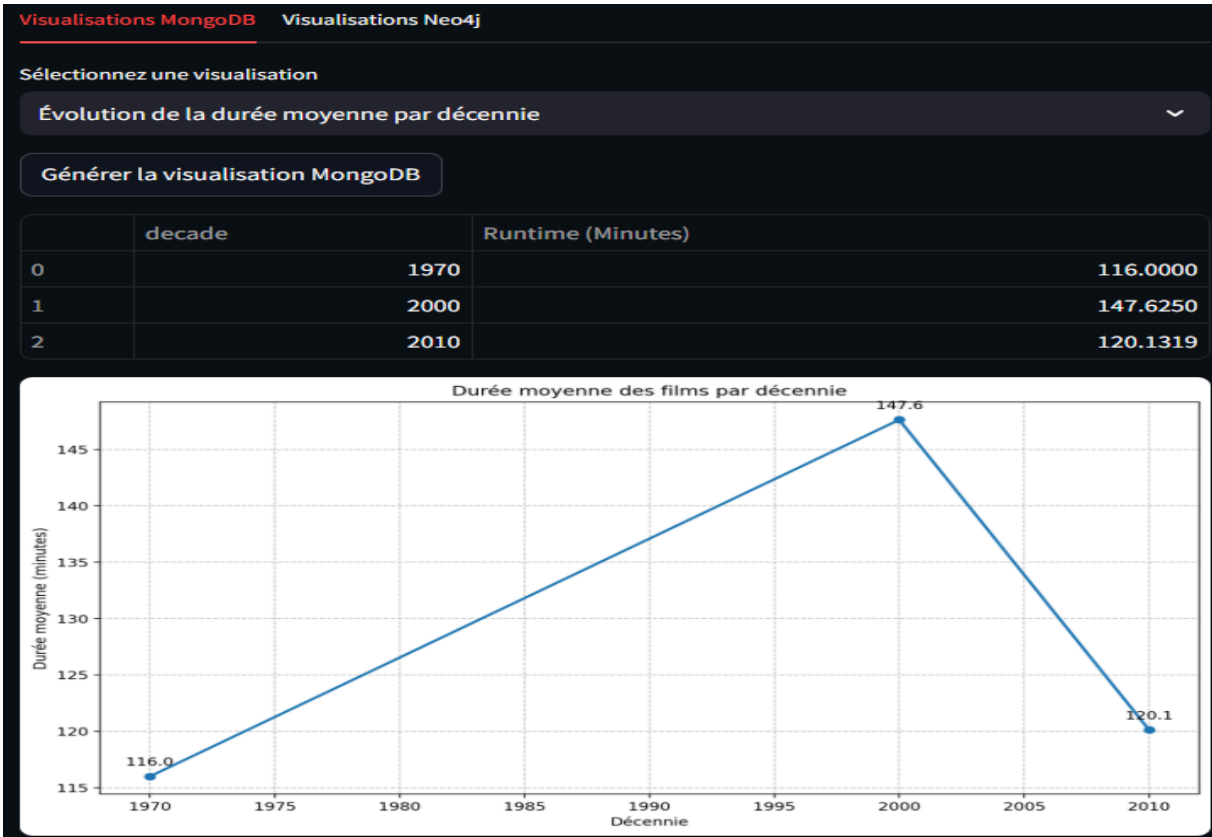 Visualisations MongoDB Visualisations Neo4j
Sélectionnez une visualisation
Évolution de la durée moyenne par décennie
Générer la visualisation MongoDB
decade Runtime (Minutes)
0 1970 116.0000
1 2000 147.6250
2 2010 120.1319
Durée moyenne des films par décennie
147.6
145
140
135
130
125
120
115
Durée moyenne (minutes)
116.0
120.1
1970 1975 1980 1985 1990 1995 2000 2005 2010
Décennie